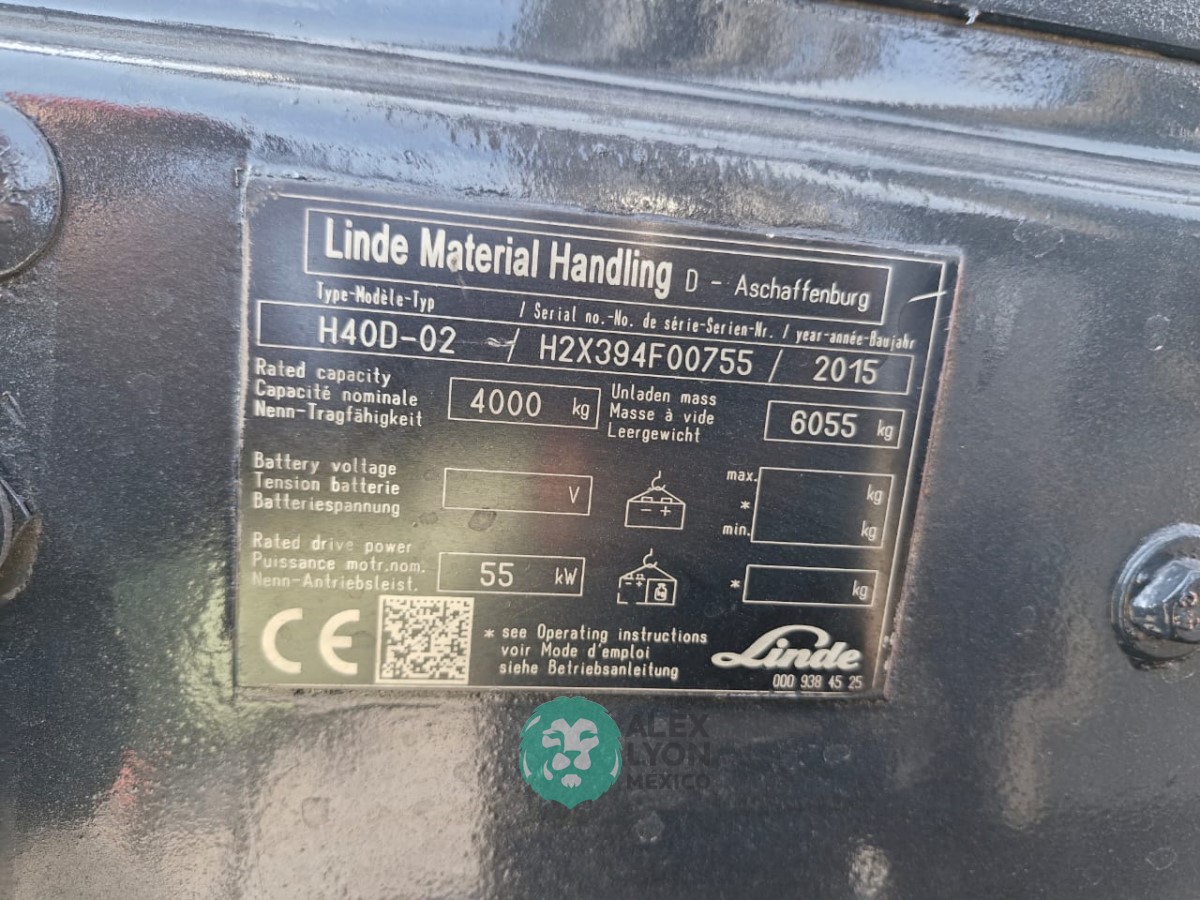 Linde Material Handling D - Aschaffenburg
Type-Modèle-Typ / Serial no.-No. de série-Serien-Nr. / year-année-Baujahr
H40D-02 / H2X394F00755 / 2015
Rated capacity
Capacité nominale
Nenn-Tragfähigkeit
4000 kg
Unladen mass
Masse à vide
Leergewicht
6055 kg
Battery voltage
Tension batterie
Batteriespannung
V
- +
max. kg
*
min. kg
Rated drive power
Puissance motr.nom.
Nenn-Antriebsleist.
55 kW
- +
* kg
CE
* see Operating instructions
voir Mode d'emploi
siehe Betriebsanleitung
Linde
000 938 45 25
ALEX
LYON
MEXICO